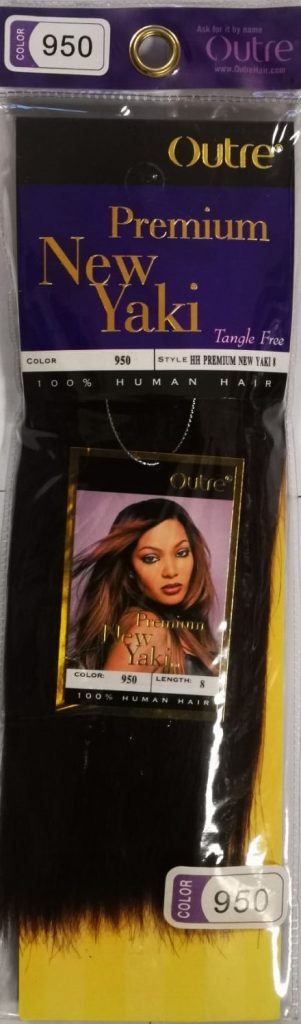 COLOR
950
Ask for it by name
Outre
www.OutreHair.com
Outre
Premium
New
Yaki
Tangle Free
COLOR 950 STYLE HH PREMIUM NEW YAKI 8
100% HUMAN HAIR
Outre
Premium
New
Yaki
COLOR: 950 LENGTH: 8
100% HUMAN HAIR
COLOR
950